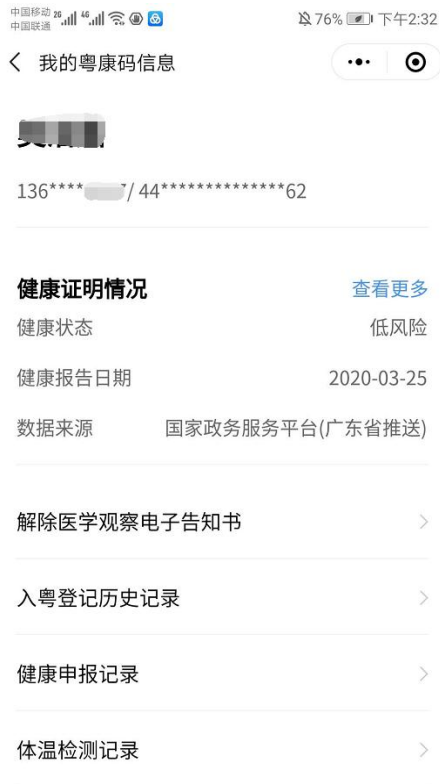 中国移动 2G 4G 76% 下午2:32
中国联通
我的粤康码信息
136**** / 44**************62
健康证明情况 查看更多
健康状态 低风险
健康报告日期 2020-03-25
数据来源 国家政务服务平台(广东省推送)
解除医学观察电子告知书
入粤登记历史记录
健康申报记录
体温检测记录